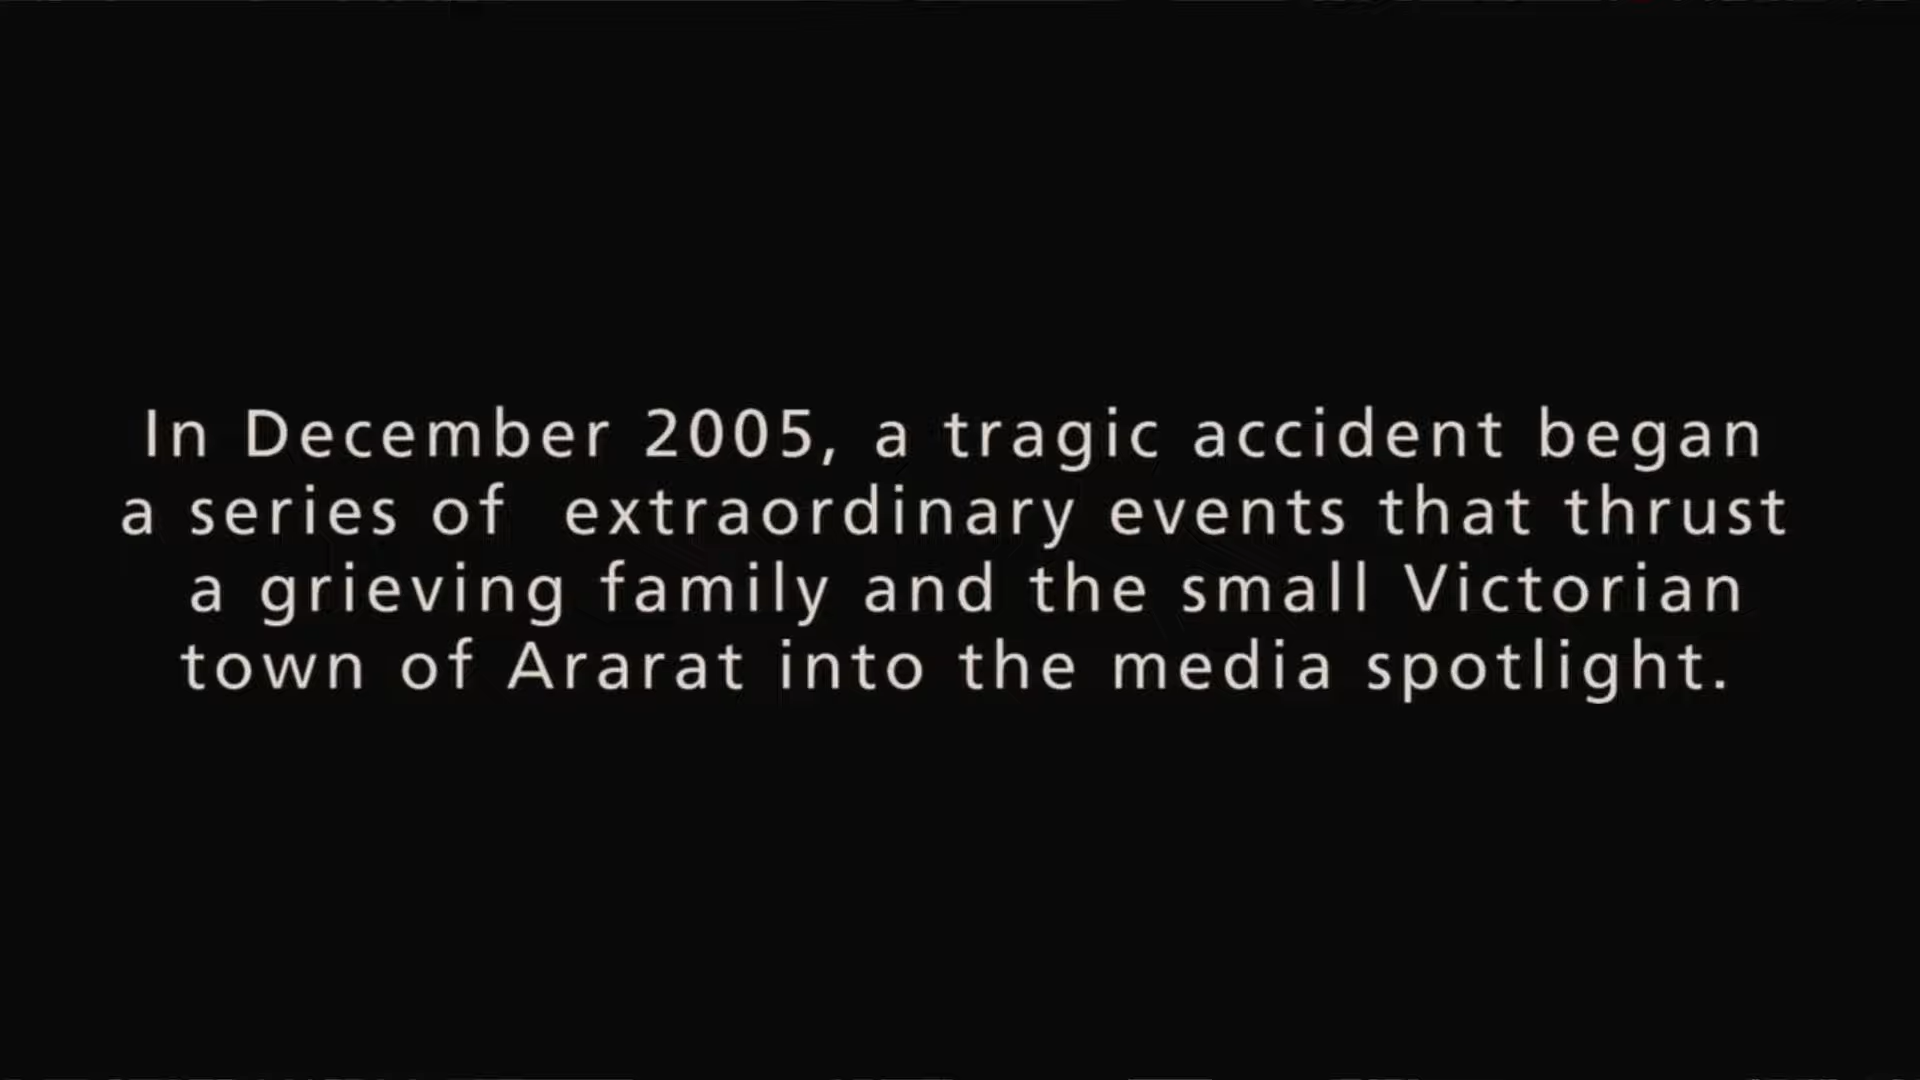 In December 2005, a tragic accident began
a series of  extraordinary events that thrust
a grieving family and the small Victorian
town of Ararat into the media spotlight.